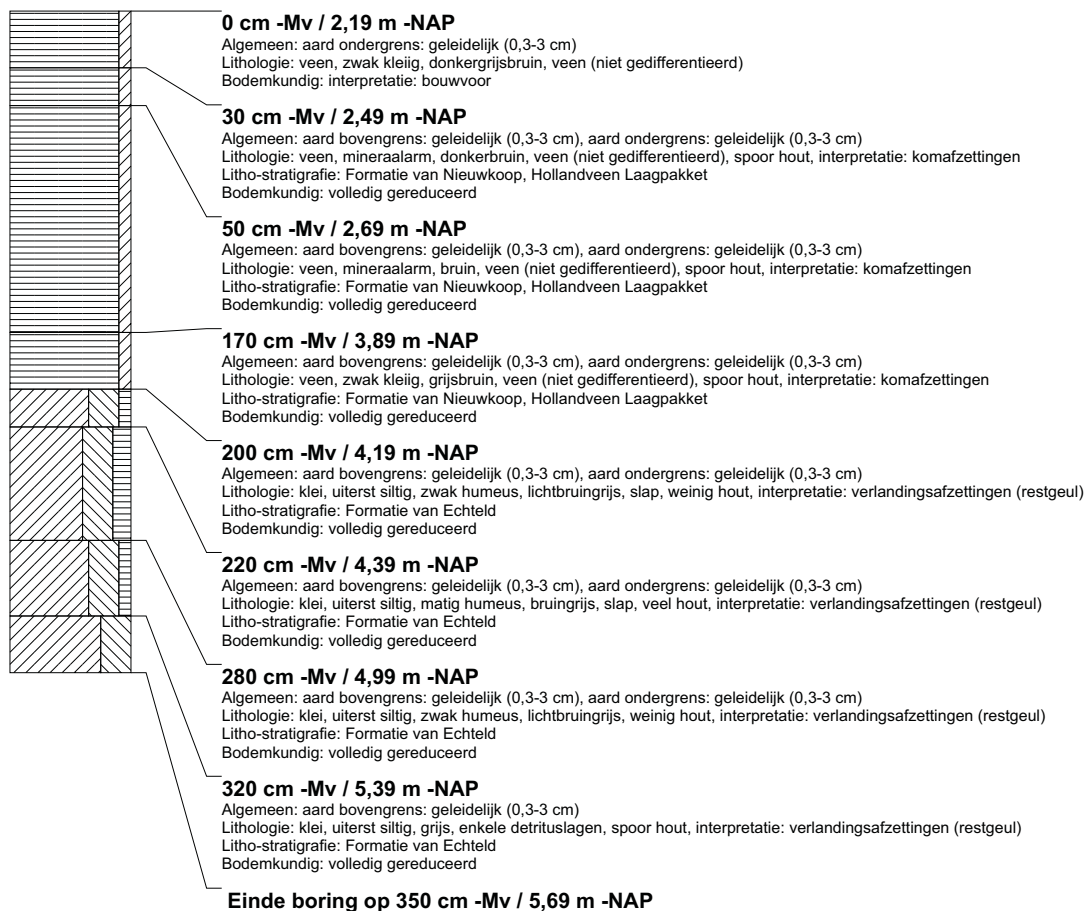 0 cm -Mv / 2,19 m -NAP
Algemeen: aard ondergrens: geleidelijk (0,3-3 cm)
Lithologie: veen, zwak kleiig, donkergrijsbruin, veen (niet gedifferentieerd)
Bodemkundig: interpretatie: bouwvoor
30 cm -Mv / 2,49 m -NAP
Algemeen: aard bovengrens: geleidelijk (0,3-3 cm), aard ondergrens: geleidelijk (0,3-3 cm)
Lithologie: veen, mineraalarm, donkerbruin, veen (niet gedifferentieerd), spoor hout, interpretatie: komafzettingen
Litho-stratigrafie: Formatie van Nieuwkoop, Hollandveen Laagpakket
Bodemkundig: volledig gereduceerd
50 cm -Mv / 2,69 m -NAP
Algemeen: aard bovengrens: geleidelijk (0,3-3 cm), aard ondergrens: geleidelijk (0,3-3 cm)
Lithologie: veen, mineraalarm, bruin, veen (niet gedifferentieerd), spoor hout, interpretatie: komafzettingen
Litho-stratigrafie: Formatie van Nieuwkoop, Hollandveen Laagpakket
Bodemkundig: volledig gereduceerd
170 cm -Mv / 3,89 m -NAP
Algemeen: aard bovengrens: geleidelijk (0,3-3 cm), aard ondergrens: geleidelijk (0,3-3 cm)
Lithologie: veen, zwak kleiig, grijsbruin, veen (niet gedifferentieerd), spoor hout, interpretatie: komafzettingen
Litho-stratigrafie: Formatie van Nieuwkoop, Hollandveen Laagpakket
Bodemkundig: volledig gereduceerd
200 cm -Mv / 4,19 m -NAP
Algemeen: aard bovengrens: geleidelijk (0,3-3 cm), aard ondergrens: geleidelijk (0,3-3 cm)
Lithologie: klei, uiterst siltig, zwak humeus, lichtbruingrijs, slap, weinig hout, interpretatie: verlandingsafzettingen (restgeul)
Litho-stratigrafie: Formatie van Echteld
Bodemkundig: volledig gereduceerd
220 cm -Mv / 4,39 m -NAP
Algemeen: aard bovengrens: geleidelijk (0,3-3 cm), aard ondergrens: geleidelijk (0,3-3 cm)
Lithologie: klei, uiterst siltig, matig humeus, bruingrijs, slap, veel hout, interpretatie: verlandingsafzettingen (restgeul)
Litho-stratigrafie: Formatie van Echteld
Bodemkundig: volledig gereduceerd
280 cm -Mv / 4,99 m -NAP
Algemeen: aard bovengrens: geleidelijk (0,3-3 cm), aard ondergrens: geleidelijk (0,3-3 cm)
Lithologie: klei, uiterst siltig, zwak humeus, lichtbruingrijs, weinig hout, interpretatie: verlandingsafzettingen (restgeul)
Litho-stratigrafie: Formatie van Echteld
Bodemkundig: volledig gereduceerd
320 cm -Mv / 5,39 m -NAP
Algemeen: aard bovengrens: geleidelijk (0,3-3 cm)
Lithologie: klei, uiterst siltig, grijs, enkele detrituslagen, spoor hout, interpretatie: verlandingsafzettingen (restgeul)
Litho-stratigrafie: Formatie van Echteld
Bodemkundig: volledig gereduceerd
Einde boring op 350 cm -Mv / 5,69 m -NAP